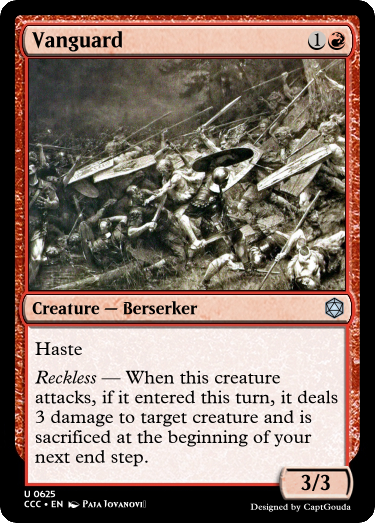 Vanguard 1
Creature — Berserker
Haste
Reckless — When this creature
attacks, if it entered this turn, it deals
3 damage to target creature and is
sacrificed at the beginning of your
next end step.
3/3
U 0625
CCC • EN Paja Jovanovi
Designed by CaptGouda